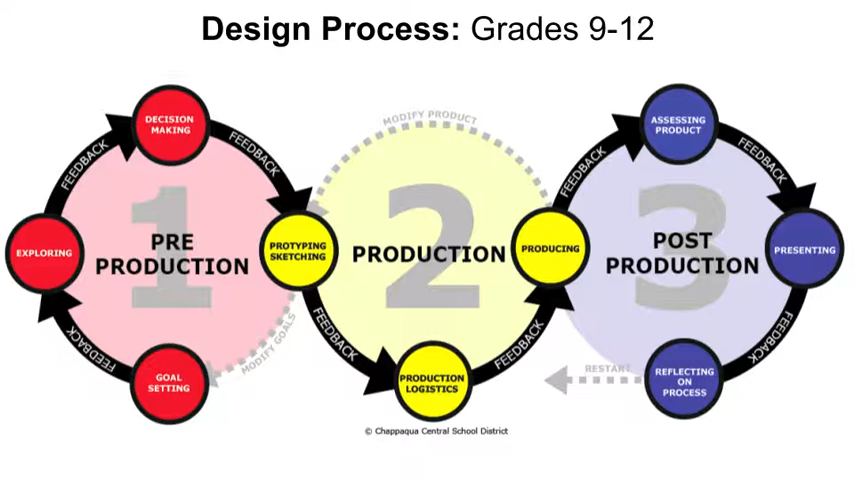 Design Process: Grades 9-12
1
PRE
PRODUCTION
GOAL
SETTING
FEEDBACK
EXPLORING
FEEDBACK
DECISION
MAKING
FEEDBACK
PROTYPING
SKETCHING
MODIFY GOALS
2
PRODUCTION
MODIFY PRODUCT
FEEDBACK
PRODUCTION
LOGISTICS
FEEDBACK
PRODUCING
3
POST
PRODUCTION
FEEDBACK
ASSESSING
PRODUCT
FEEDBACK
PRESENTING
FEEDBACK
REFLECTING
ON
PROCESS
RESTART
© Chappaqua Central School District